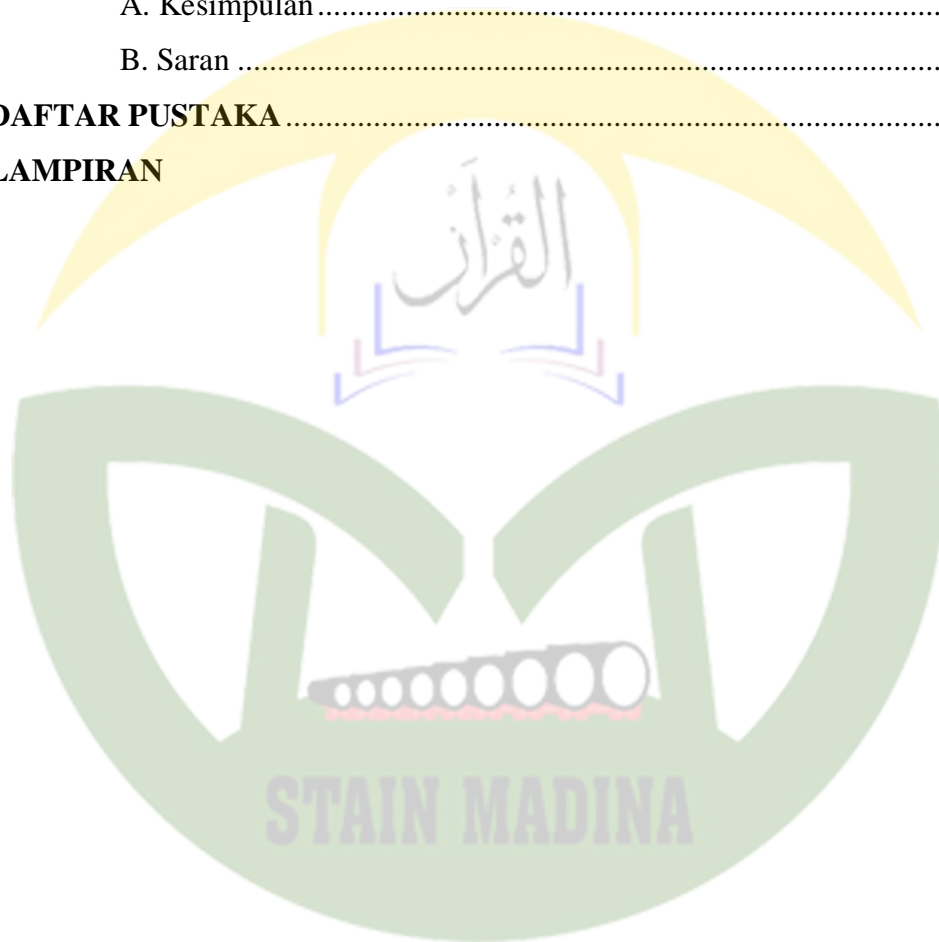 A. Kesimpulan
B. Saran
DAFTAR PUSTAKA
LAMPIRAN
القرآن
STAIN MADINA